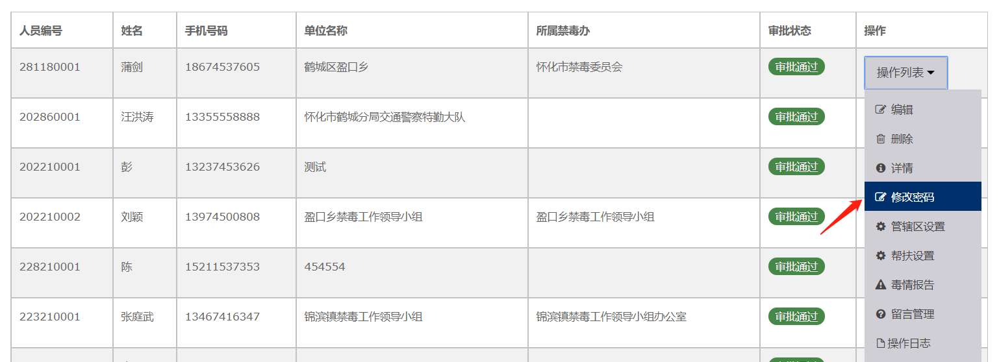 人员编号 姓名 手机号码 单位名称 所属禁毒办 审批状态 操作
281180001 蒲剑 18674537605 鹤城区盈口乡 怀化市禁毒委员会 审批通过 操作列表
202860001 汪洪涛 13355558888 怀化市鹤城分局交通警察特勤大队 审批通过 编辑
删除
202210001 彭 13237453626 测试 审批通过 详情
修改密码
202210002 刘颖 13974500808 盈口乡禁毒工作领导小组 盈口乡禁毒工作领导小组 审批通过 管辖区设置
帮扶设置
228210001 陈 15211537353 454554 审批通过 毒情报告
223210001 张庭武 13467416347 锦滨镇禁毒工作领导小组 锦滨镇禁毒工作领导小组办公室 审批通过 留言管理
操作日志